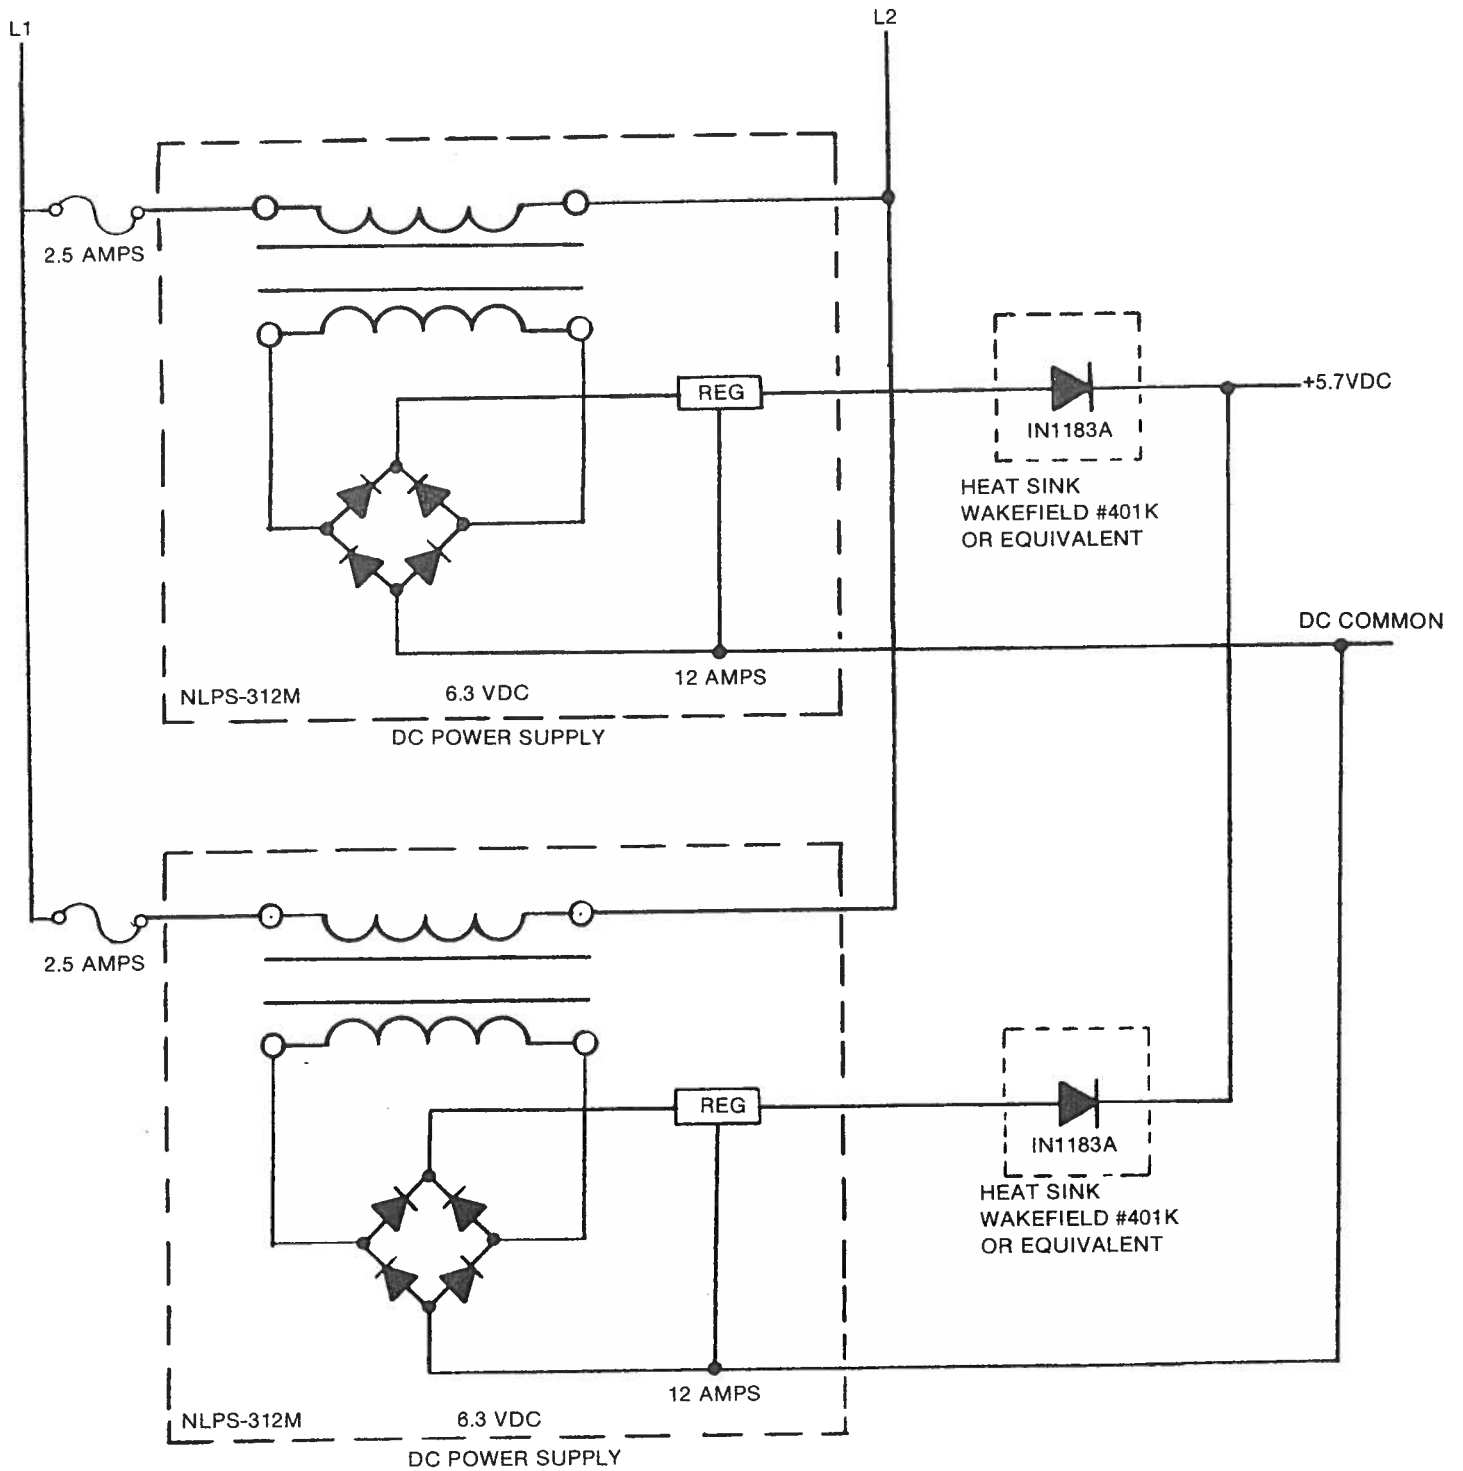 L1
L2
2.5 AMPS
REG
+5.7VDC
IN1183A
HEAT SINK
WAKEFIELD #401K
OR EQUIVALENT
DC COMMON
12 AMPS
NLPS-312M
6.3 VDC
DC POWER SUPPLY
2.5 AMPS
REG
IN1183A
HEAT SINK
WAKEFIELD #401K
OR EQUIVALENT
12 AMPS
NLPS-312M
6.3 VDC
DC POWER SUPPLY